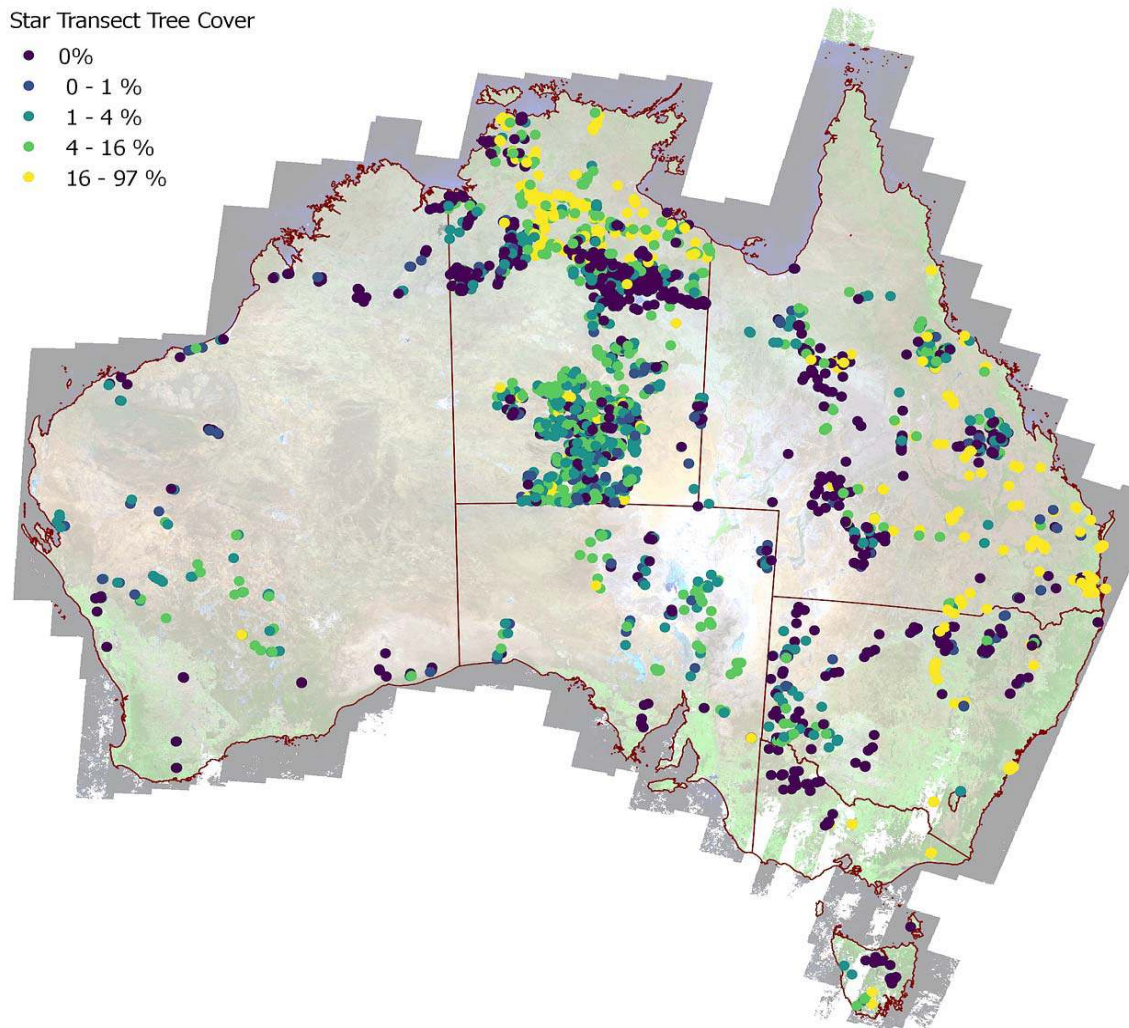 Star Transect Tree Cover
0%
0 - 1 %
1 - 4 %
4 - 16 %
16 - 97 %